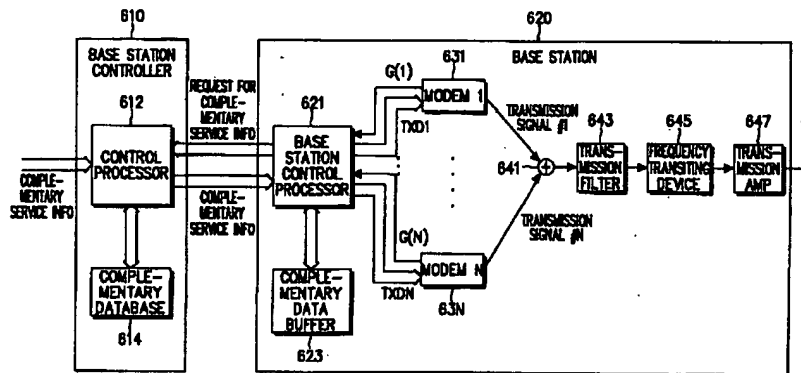 610
BASE STATION
CONTROLLER
612
CONTROL
PROCESSOR
COMPLE-
MENTARY
SERVICE INFO
COMPLE-
MENTARY
DATABASE
614
REQUEST FOR
COMPLE-
MENTARY
SERVICE INFO
COMPLE-
MENTARY
SERVICE INFO
620
BASE STATION
621
BASE
STATION
CONTROL
PROCESSOR
COMPLE-
MENTARY
DATA
BUFFER
623
G(1)
TXD1
631
MODEM 1
G(N)
TXDN
MODEM N
63N
TRANSMISSION
SIGNAL #1
641
TRANSMISSION
SIGNAL #N
643
TRANS-
MISSION
FILTER
645
FREQUENCY
TRANSITING
DEVICE
647
TRANS-
MISSION
AMP